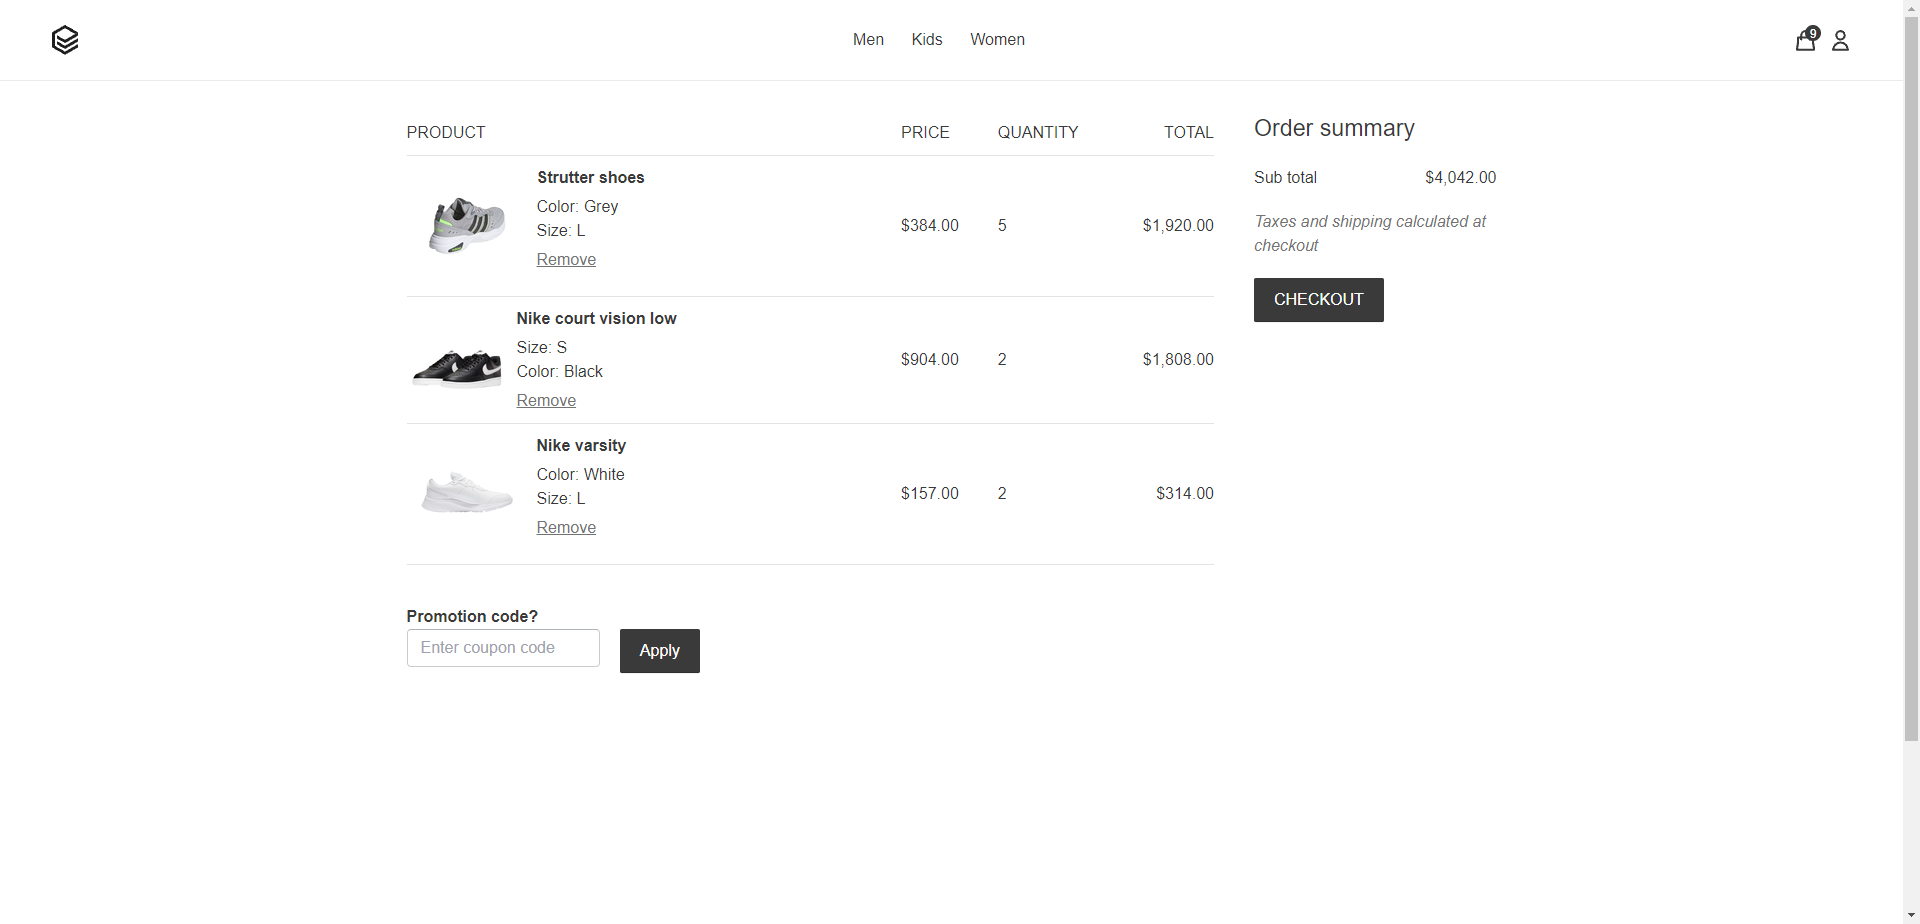 Men Kids Women
9
PRODUCT PRICE QUANTITY TOTAL
Strutter shoes
Color: Grey
Size: L
Remove
$384.00 5 $1,920.00
Nike court vision low
Size: S
Color: Black
Remove
$904.00 2 $1,808.00
Nike varsity
Color: White
Size: L
Remove
$157.00 2 $314.00
Promotion code?
Enter coupon code Apply
Order summary
Sub total $4,042.00
Taxes and shipping calculated at
checkout
CHECKOUT